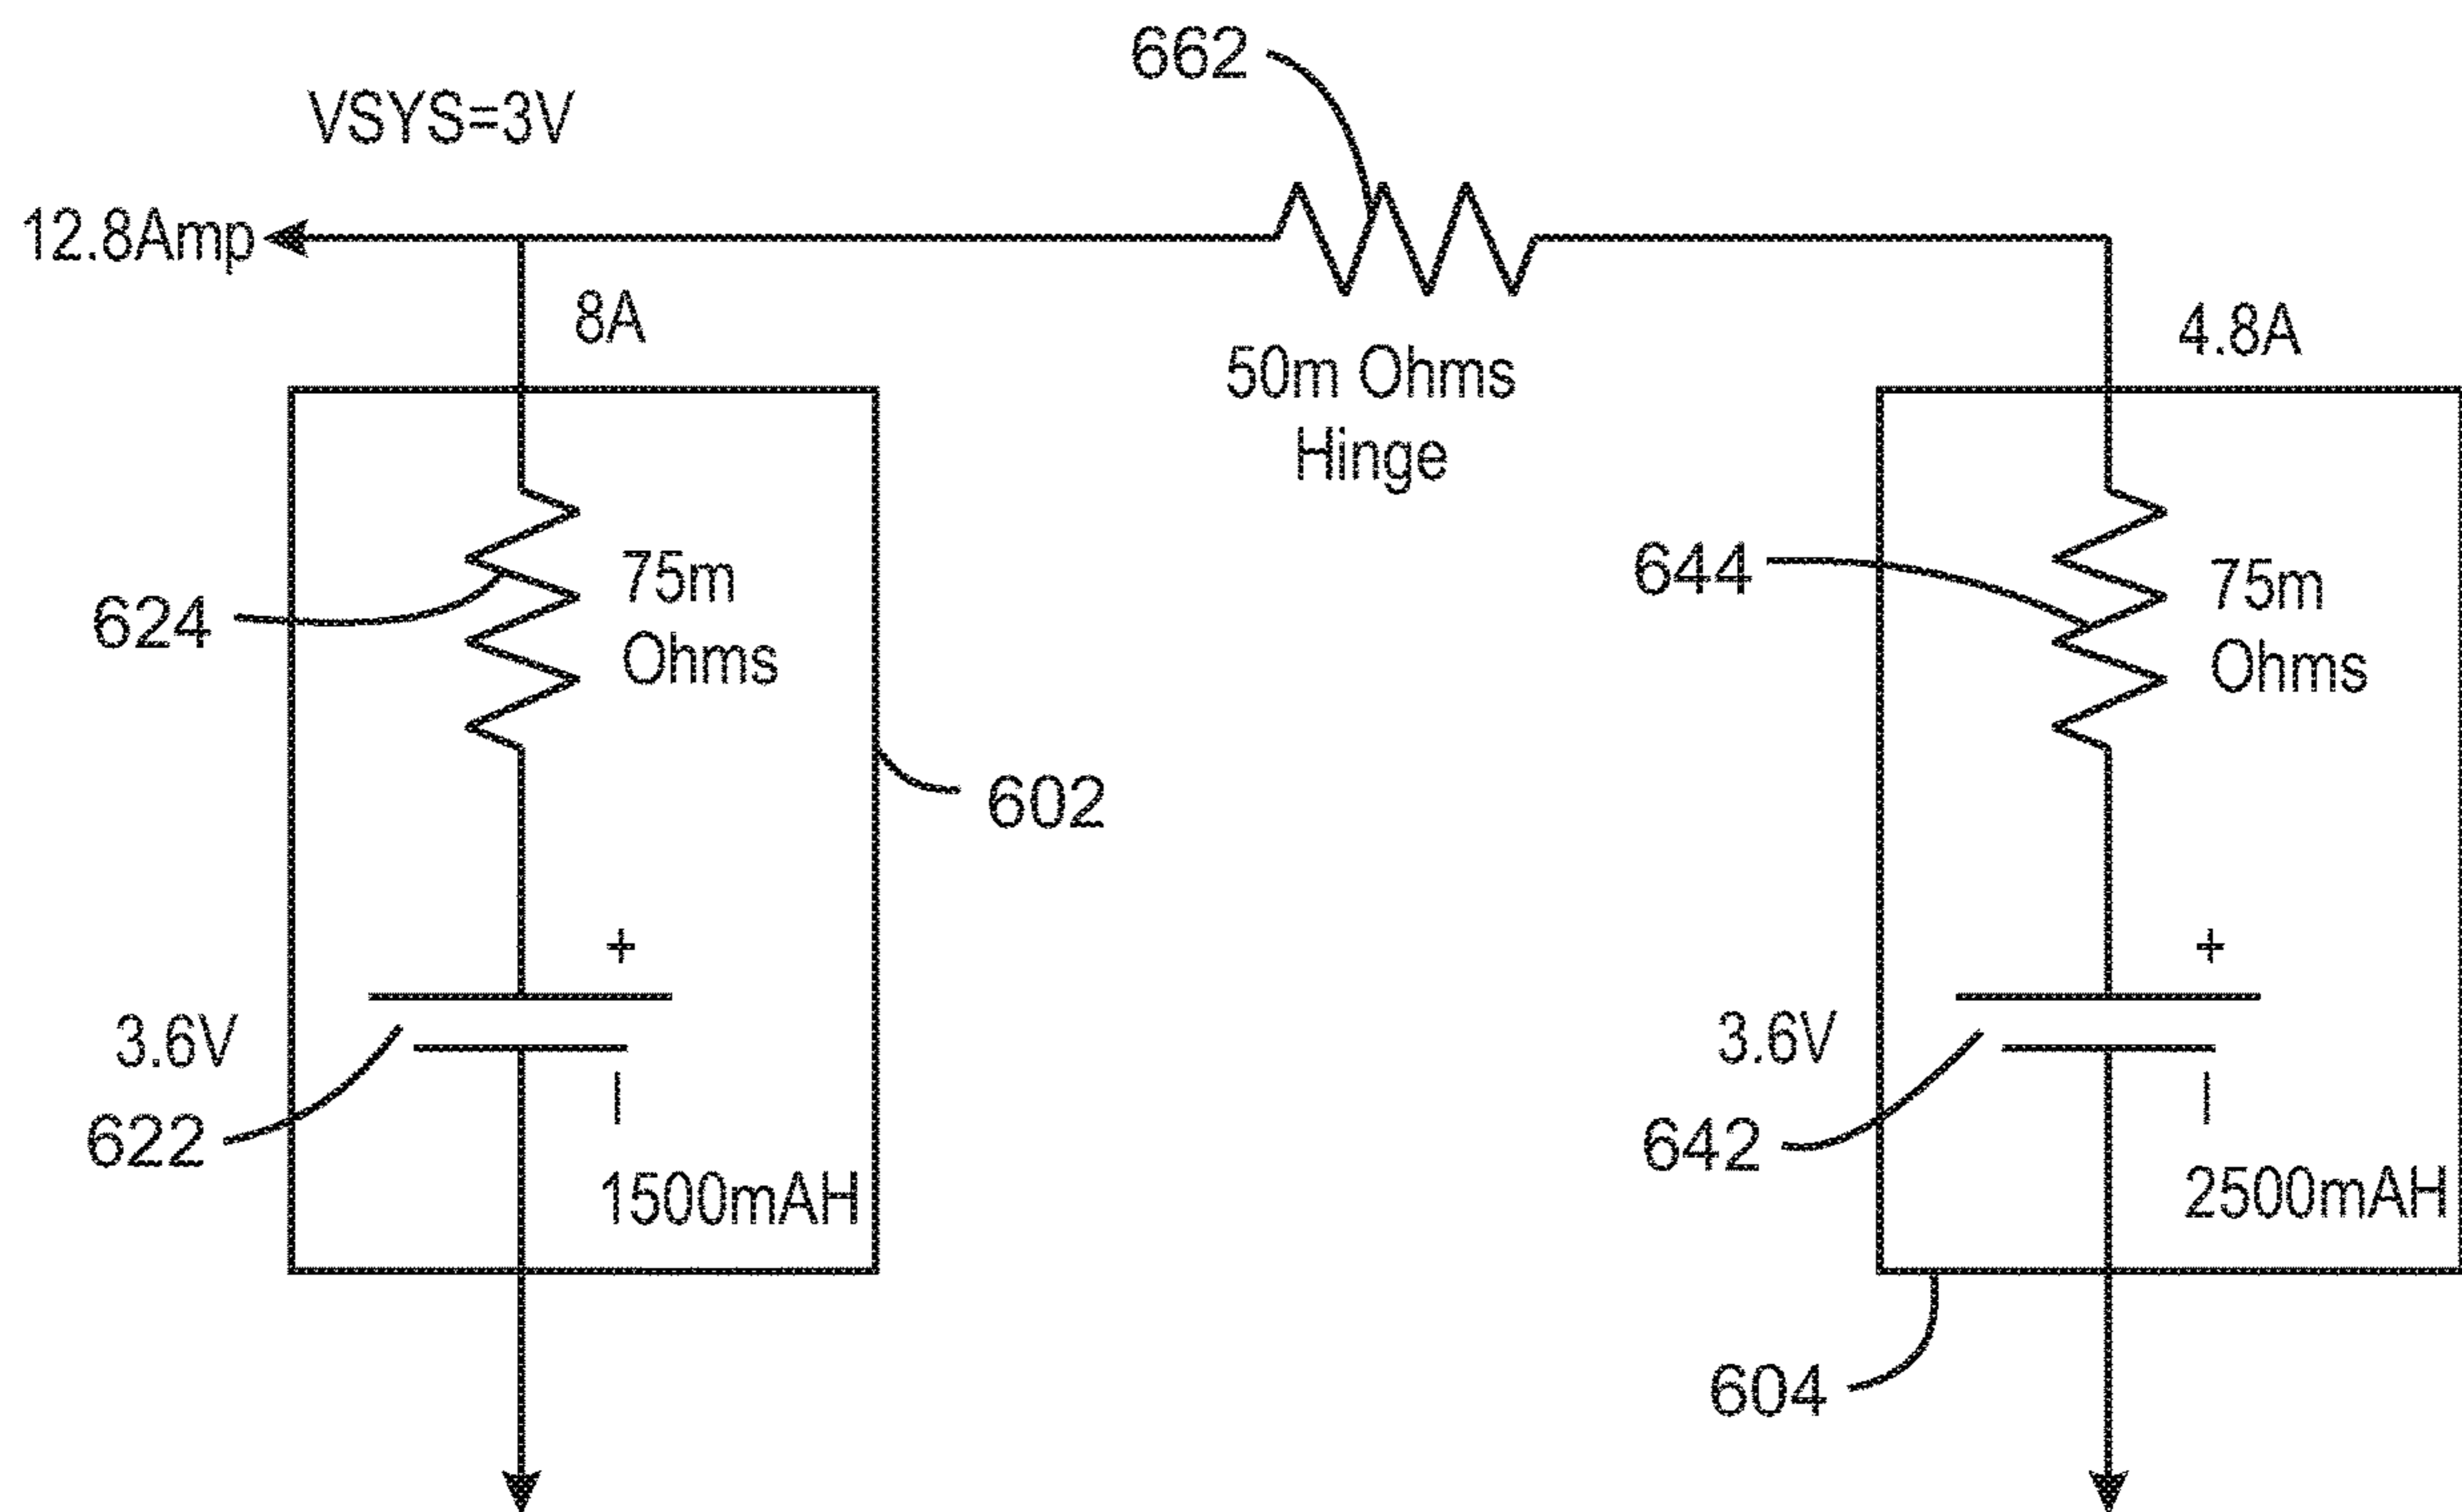 662
VSYS=3V
12.8Amp
8A
50m Ohms
Hinge
4.8A
624
75m
Ohms
644
75m
Ohms
602
+
+
3.6V
3.6V
622
–
642
–
1500mAH
2500mAH
604